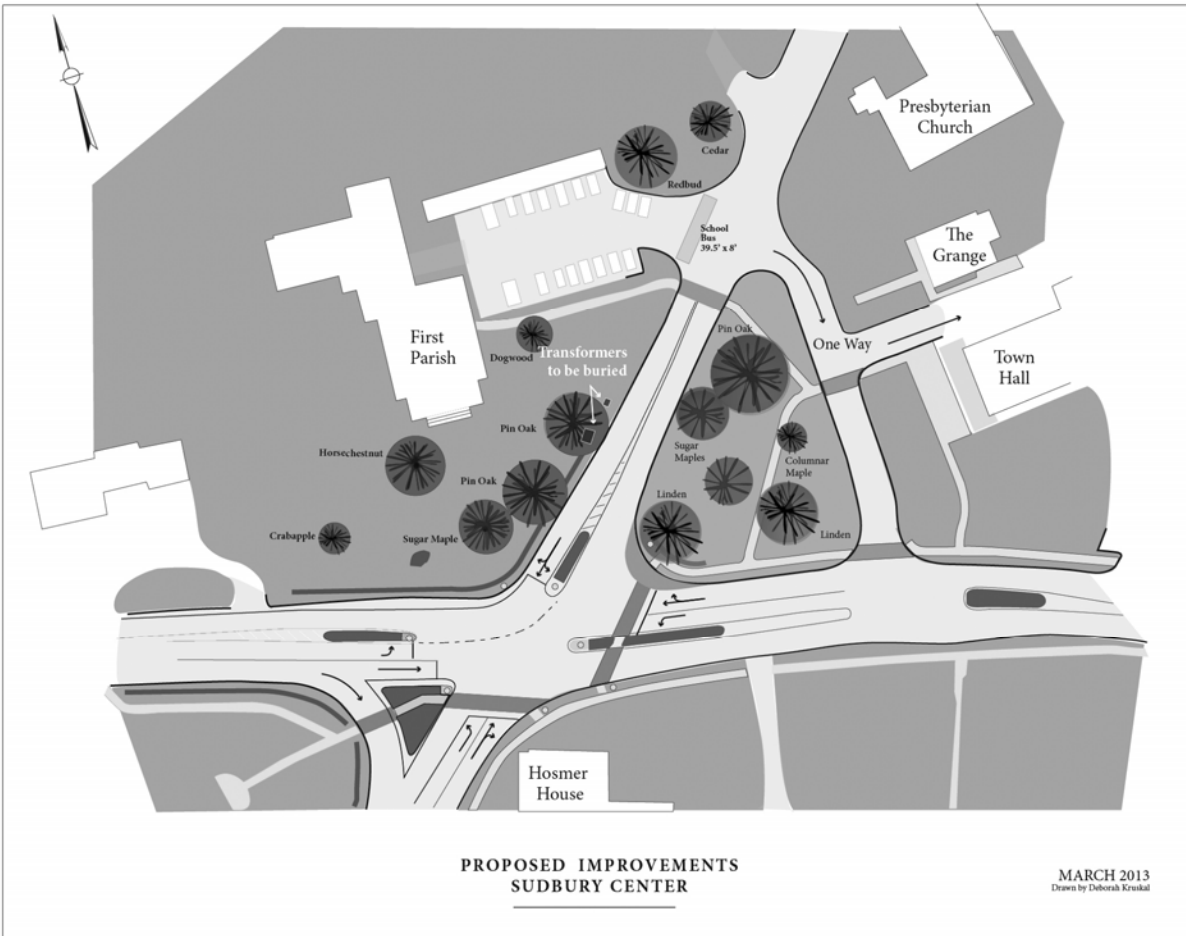 Presbyterian
Church
Cedar
Redbud
School
Bus
39.5' x 8'
The
Grange
First
Parish
Dogwood
Transformers
to be buried
Pin Oak
One Way
Town
Hall
Pin Oak
Sugar
Maples
Columnar
Maple
Horsechestnut
Pin Oak
Linden
Linden
Crabapple
Sugar Maple
Hosmer
House
PROPOSED IMPROVEMENTS
SUDBURY CENTER
MARCH 2013
Drawn by Deborah Kruskal